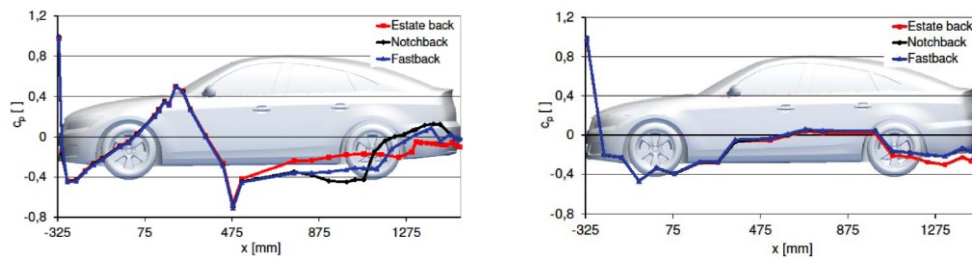 1,2
0,8
0,4
0
-0,4
-0,8
cp [ ]
-325 75 475 875 1275
x [mm]
Estate back
Notchback
Fastback
1,2
0,8
0,4
0
-0,4
-0,8
cp [ ]
-325 75 475 875 1275
x [mm]
Estate back
Notchback
Fastback